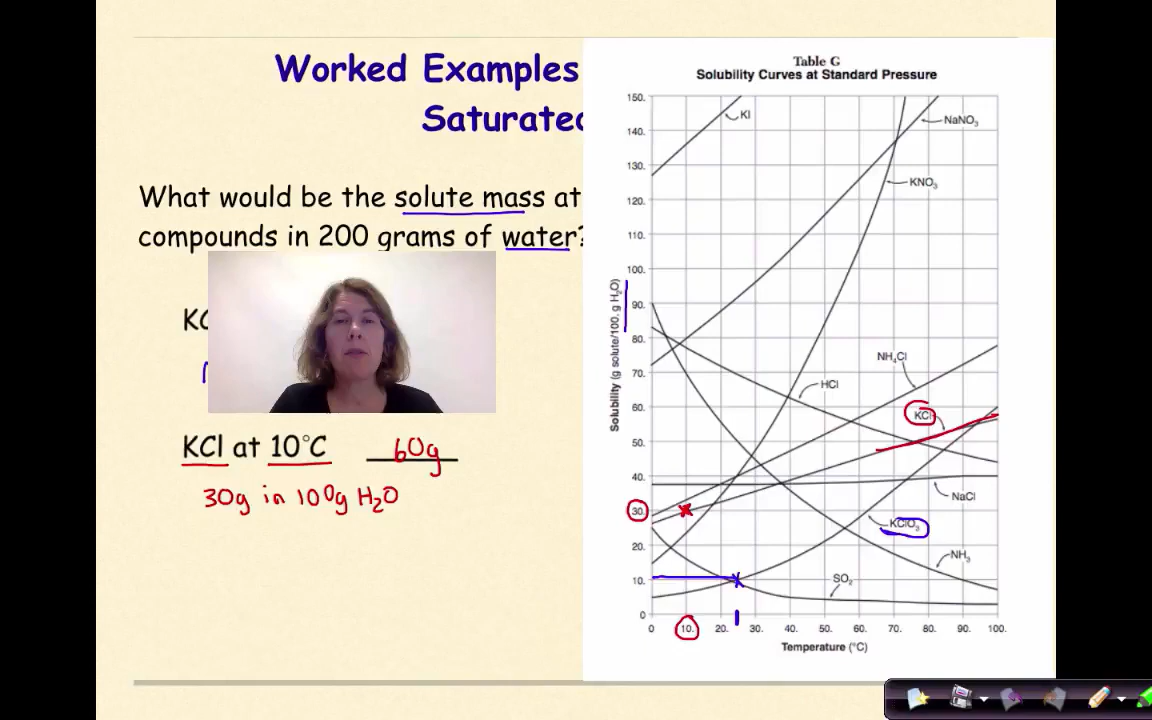 Worked Examples
Saturated
What would be the solute mass at
compounds in 200 grams of water?
KC
KCl at 10°C 60g
30g in 100g H₂O
Table G
Solubility Curves at Standard Pressure
Solubility (g solute/100. g H₂O)
150.
140.
130.
120.
110.
100.
90.
80.
70.
60.
50.
40.
30.
20.
10.
0
KI
NaNO₃
KNO₃
NH₄Cl
HCl
KCl
NaCl
KClO₃
NH₃
SO₂
0 10. 20. 30. 40. 50. 60. 70. 80. 90. 100.
Temperature (°C)